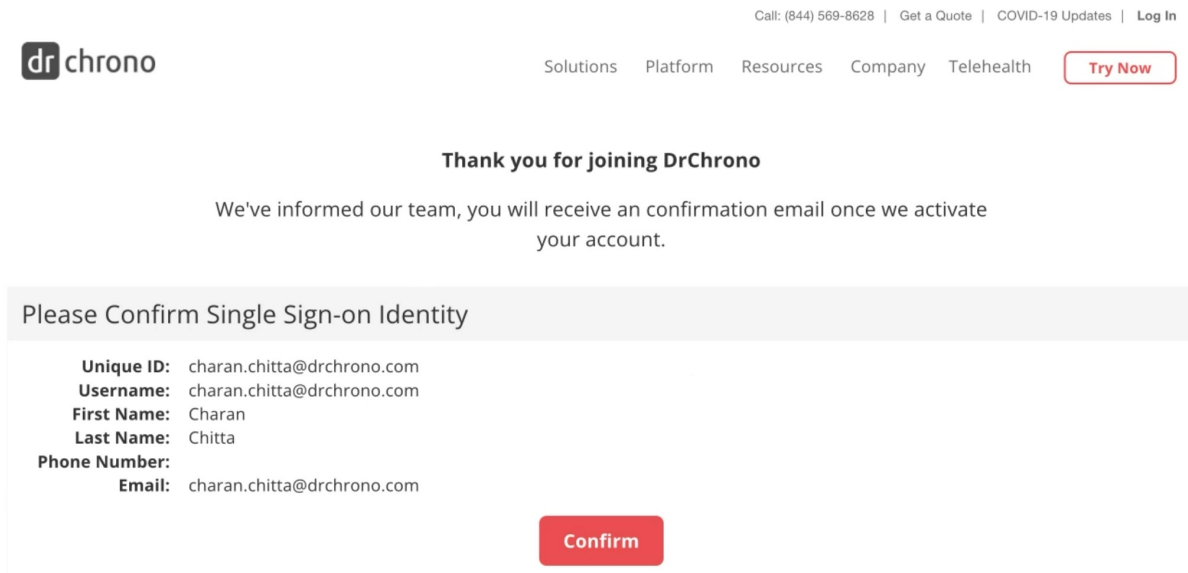 Call: (844) 569-8628 | Get a Quote | COVID-19 Updates | Log In
dr chrono
Solutions Platform Resources Company Telehealth Try Now
Thank you for joining DrChrono
We've informed our team, you will receive an confirmation email once we activate
your account.
Please Confirm Single Sign-on Identity
Unique ID: charan.chitta@drchrono.com
Username: charan.chitta@drchrono.com
First Name: Charan
Last Name: Chitta
Phone Number:
Email: charan.chitta@drchrono.com
Confirm